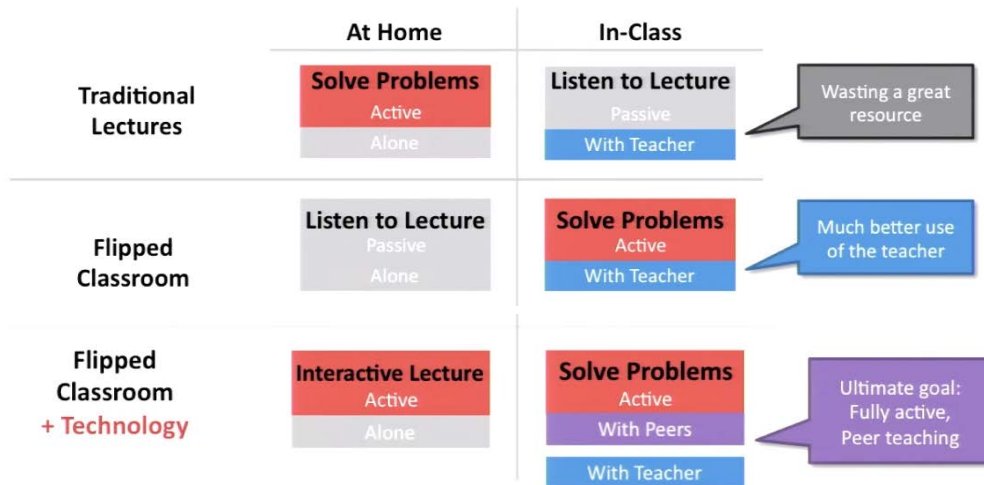 At Home
In-Class
Traditional
Lectures
Solve Problems
Active
Alone
Listen to Lecture
Passive
With Teacher
Wasting a great
resource
Flipped
Classroom
Listen to Lecture
Passive
Alone
Solve Problems
Active
With Teacher
Much better use
of the teacher
Flipped
Classroom
+ Technology
Interactive Lecture
Active
Alone
Solve Problems
Active
With Peers
With Teacher
Ultimate goal:
Fully active,
Peer teaching